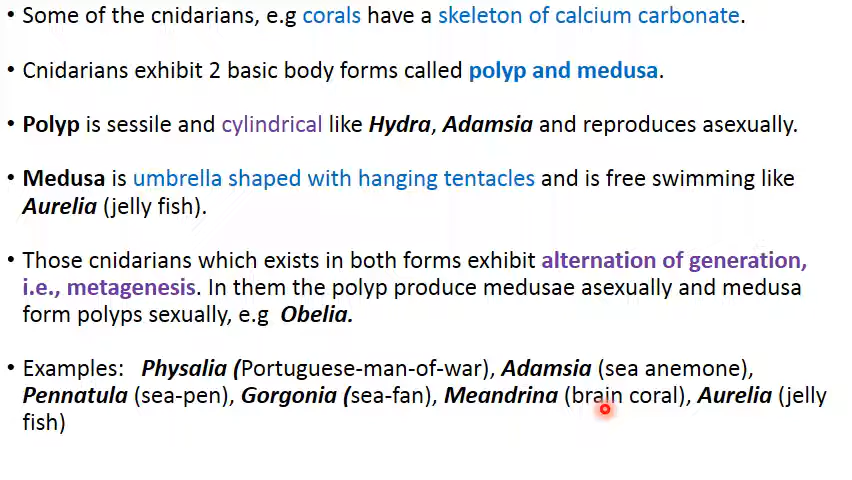 • Some of the cnidarians, e.g corals have a skeleton of calcium carbonate.
• Cnidarians exhibit 2 basic body forms called polyp and medusa.
• Polyp is sessile and cylindrical like Hydra, Adamsia and reproduces asexually.
• Medusa is umbrella shaped with hanging tentacles and is free swimming like
Aurelia (jelly fish).
• Those cnidarians which exists in both forms exhibit alternation of generation,
i.e., metagenesis. In them the polyp produce medusae asexually and medusa
form polyps sexually, e.g Obelia.
• Examples: Physalia (Portuguese-man-of-war), Adamsia (sea anemone),
Pennatula (sea-pen), Gorgonia (sea-fan), Meandrina (brain coral), Aurelia (jelly
fish)